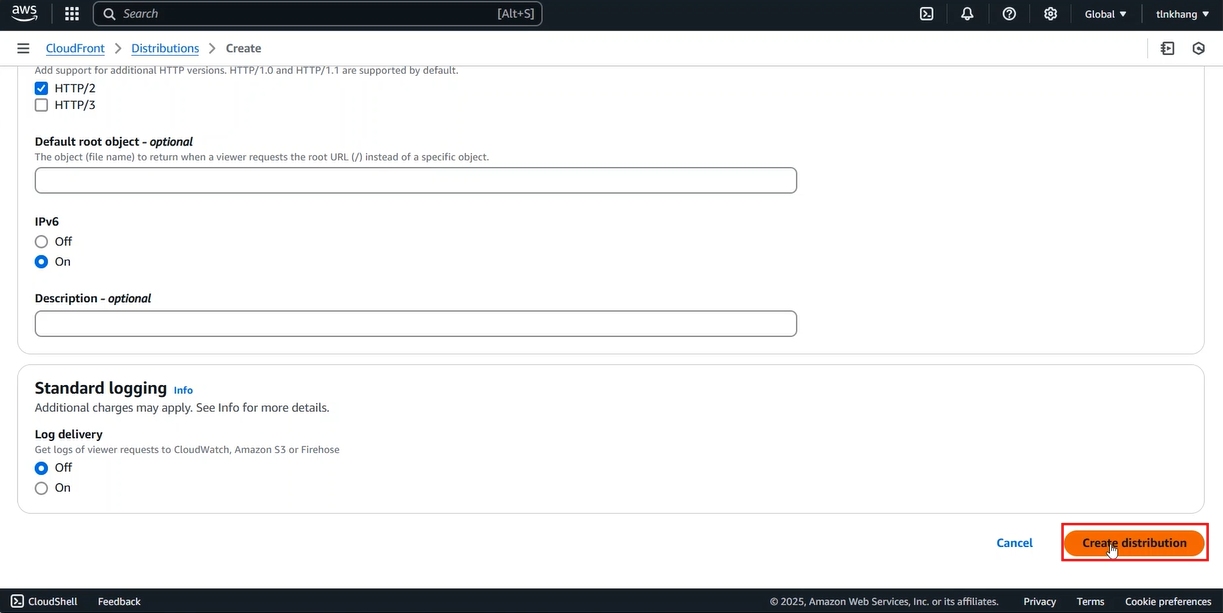 aws
Search [Alt+S]
Global ▼
tlnkhang ▼
CloudFront > Distributions > Create
Add support for additional HTTP versions. HTTP/1.0 and HTTP/1.1 are supported by default.
HTTP/2
HTTP/3
Default root object - optional
The object (file name) to return when a viewer requests the root URL (/) instead of a specific object.
IPv6
Off
On
Description - optional
Standard logging Info
Additional charges may apply. See Info for more details.
Log delivery
Get logs of viewer requests to CloudWatch, Amazon S3 or Firehose
Off
On
Cancel Create distribution
CloudShell Feedback © 2025, Amazon Web Services, Inc. or its affiliates. Privacy Terms Cookie preferences